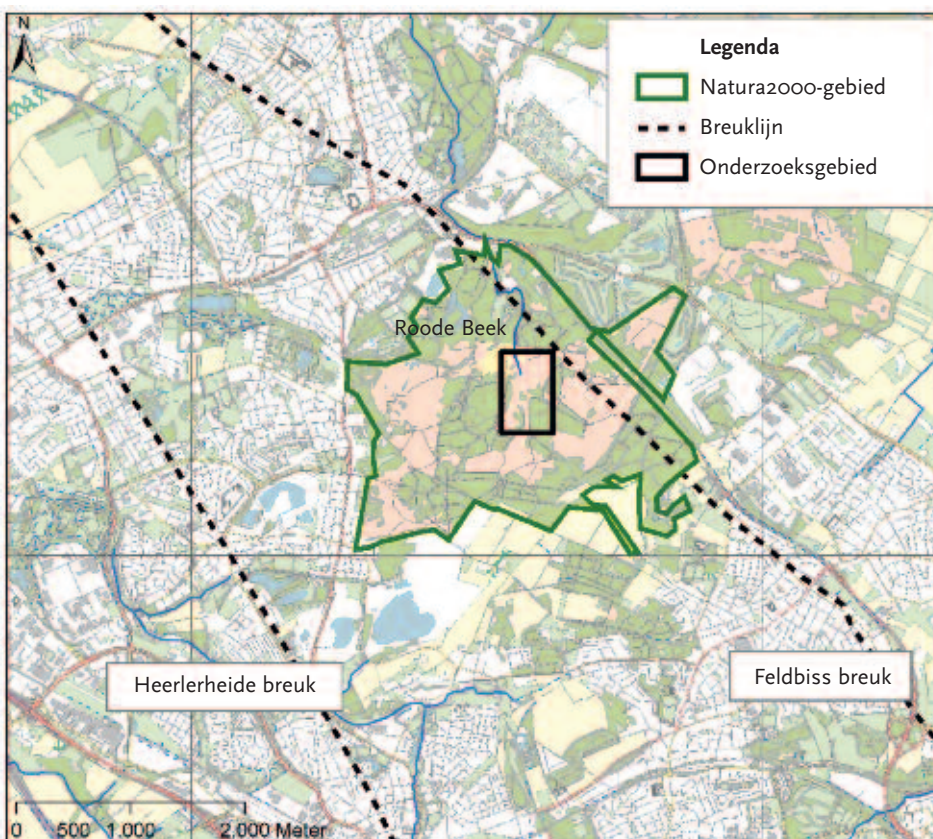 N
Legenda
Natura2000-gebied
Breuklijn
Onderzoeksgebied
Roode Beek
Heerlerheide breuk
Feldbiss breuk
0 500 1.000 2.000 Meter